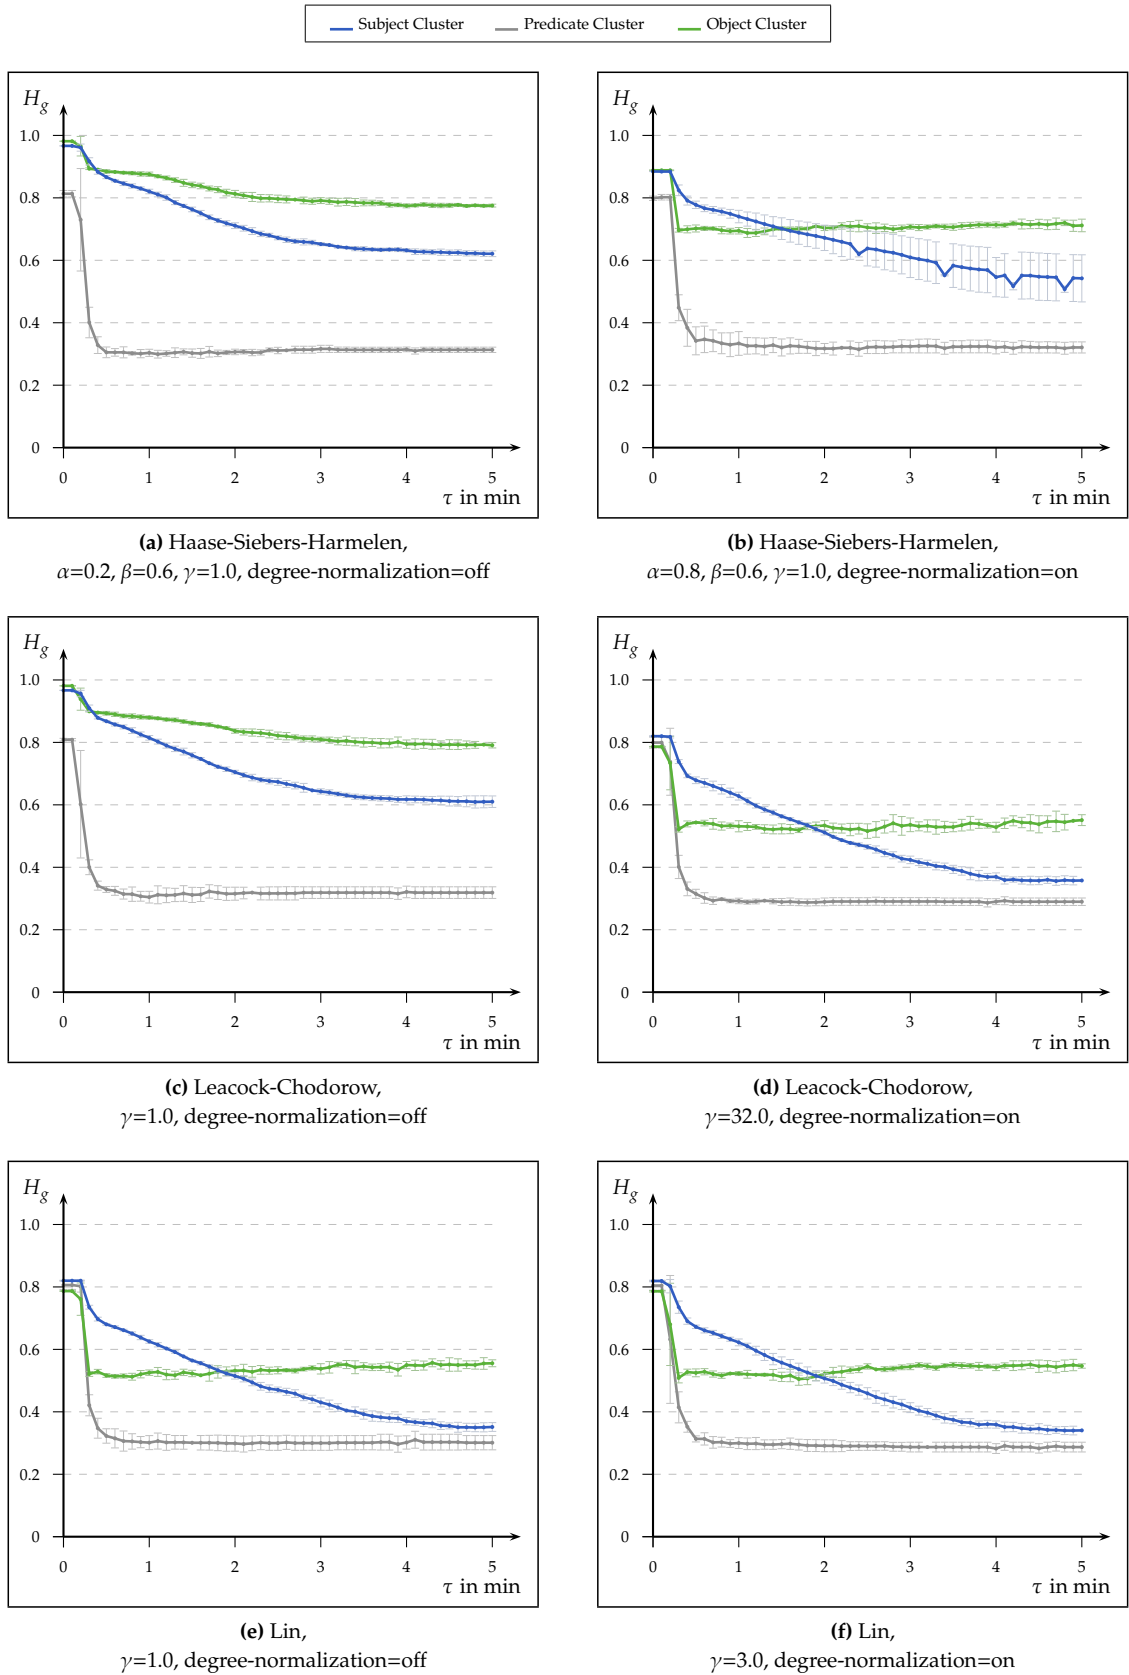 Subject Cluster Predicate Cluster Object Cluster
H_g
1.0
0.8
0.6
0.4
0.2
0
0 1 2 3 4 5
τ in min
(a) Haase-Siebers-Harmelen,
α=0.2, β=0.6, γ=1.0, degree-normalization=off
H_g
1.0
0.8
0.6
0.4
0.2
0
0 1 2 3 4 5
τ in min
(b) Haase-Siebers-Harmelen,
α=0.8, β=0.6, γ=1.0, degree-normalization=on
H_g
1.0
0.8
0.6
0.4
0.2
0
0 1 2 3 4 5
τ in min
(c) Leacock-Chodorow,
γ=1.0, degree-normalization=off
H_g
1.0
0.8
0.6
0.4
0.2
0
0 1 2 3 4 5
τ in min
(d) Leacock-Chodorow,
γ=32.0, degree-normalization=on
H_g
1.0
0.8
0.6
0.4
0.2
0
0 1 2 3 4 5
τ in min
(e) Lin,
γ=1.0, degree-normalization=off
H_g
1.0
0.8
0.6
0.4
0.2
0
0 1 2 3 4 5
τ in min
(f) Lin,
γ=3.0, degree-normalization=on